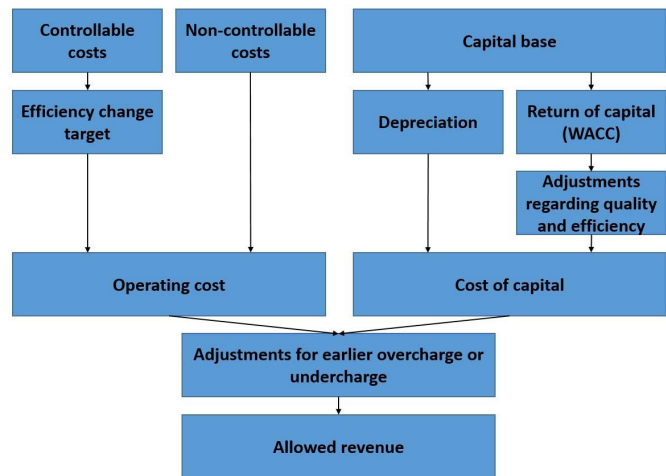 Controllable
costs
Non-controllable
costs
Capital base
Efficiency change
target
Depreciation
Return of capital
(WACC)
Adjustments
regarding quality
and efficiency
Operating cost
Cost of capital
Adjustments for earlier overcharge or
undercharge
Allowed revenue